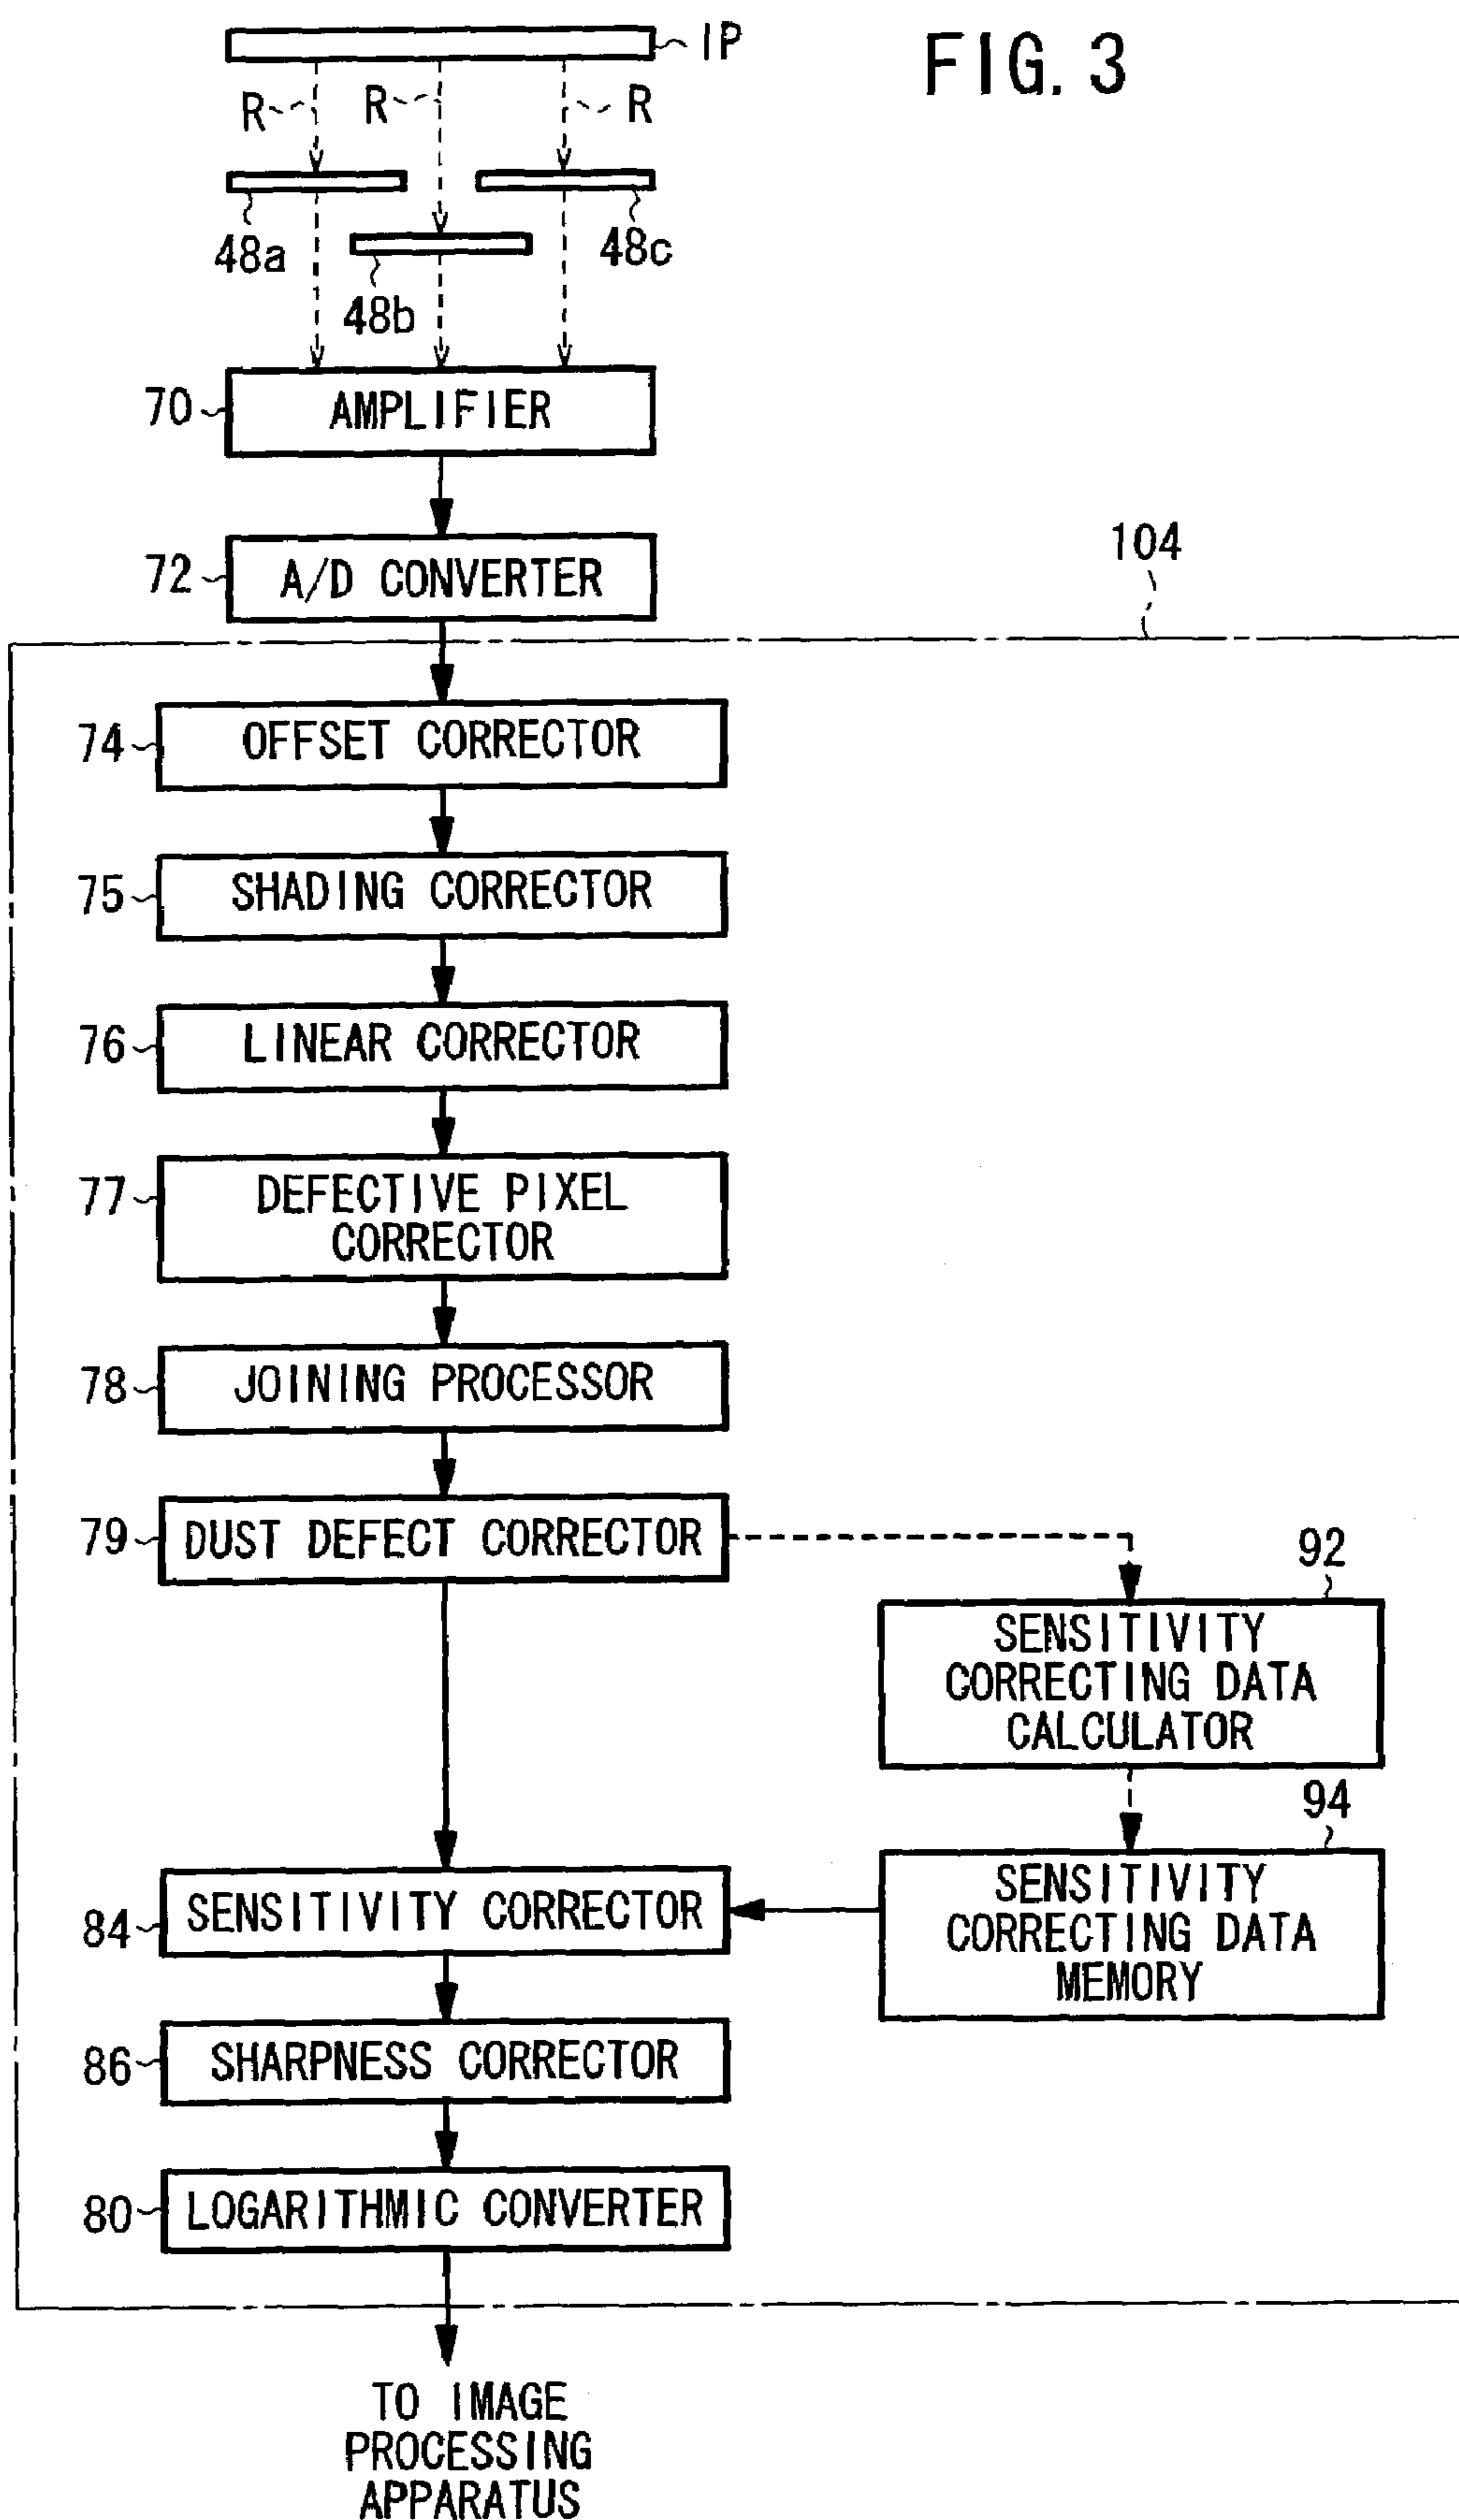 FIG. 3
IP
R
R
R
48a
48c
48b
70
AMPLIFIER
72
A/D CONVERTER
104
74
OFFSET CORRECTOR
75
SHADING CORRECTOR
76
LINEAR CORRECTOR
77
DEFECTIVE PIXEL
CORRECTOR
78
JOINING PROCESSOR
79
DUST DEFECT CORRECTOR
92
SENSITIVITY
CORRECTING DATA
CALCULATOR
94
SENSITIVITY
CORRECTING DATA
MEMORY
84
SENSITIVITY CORRECTOR
86
SHARPNESS CORRECTOR
80
LOGARITHMIC CONVERTER
TO IMAGE
PROCESSING
APPARATUS